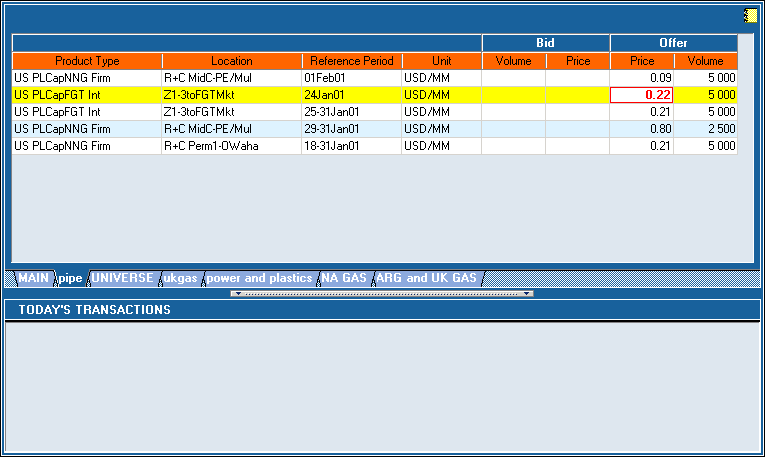 Bid Offer
Product Type Location Reference Period Unit Volume Price Price Volume
US PLCapNNG Firm R+C MidC-PE/Mul 01Feb01 USD/MM 0.09 5 000
US PLCapFGT Int Z1-3toFGTMkt 24Jan01 USD/MM 0.22 5 000
US PLCapFGT Int Z1-3toFGTMkt 25-31Jan01 USD/MM 0.21 5 000
US PLCapNNG Firm R+C MidC-PE/Mul 29-31Jan01 USD/MM 0.80 2 500
US PLCapNNG Firm R+C Perm1-OWaha 18-31Jan01 USD/MM 0.21 5 000
MAIN pipe UNIVERSE ukgas power and plastics NA GAS ARG and UK GAS
TODAY'S TRANSACTIONS